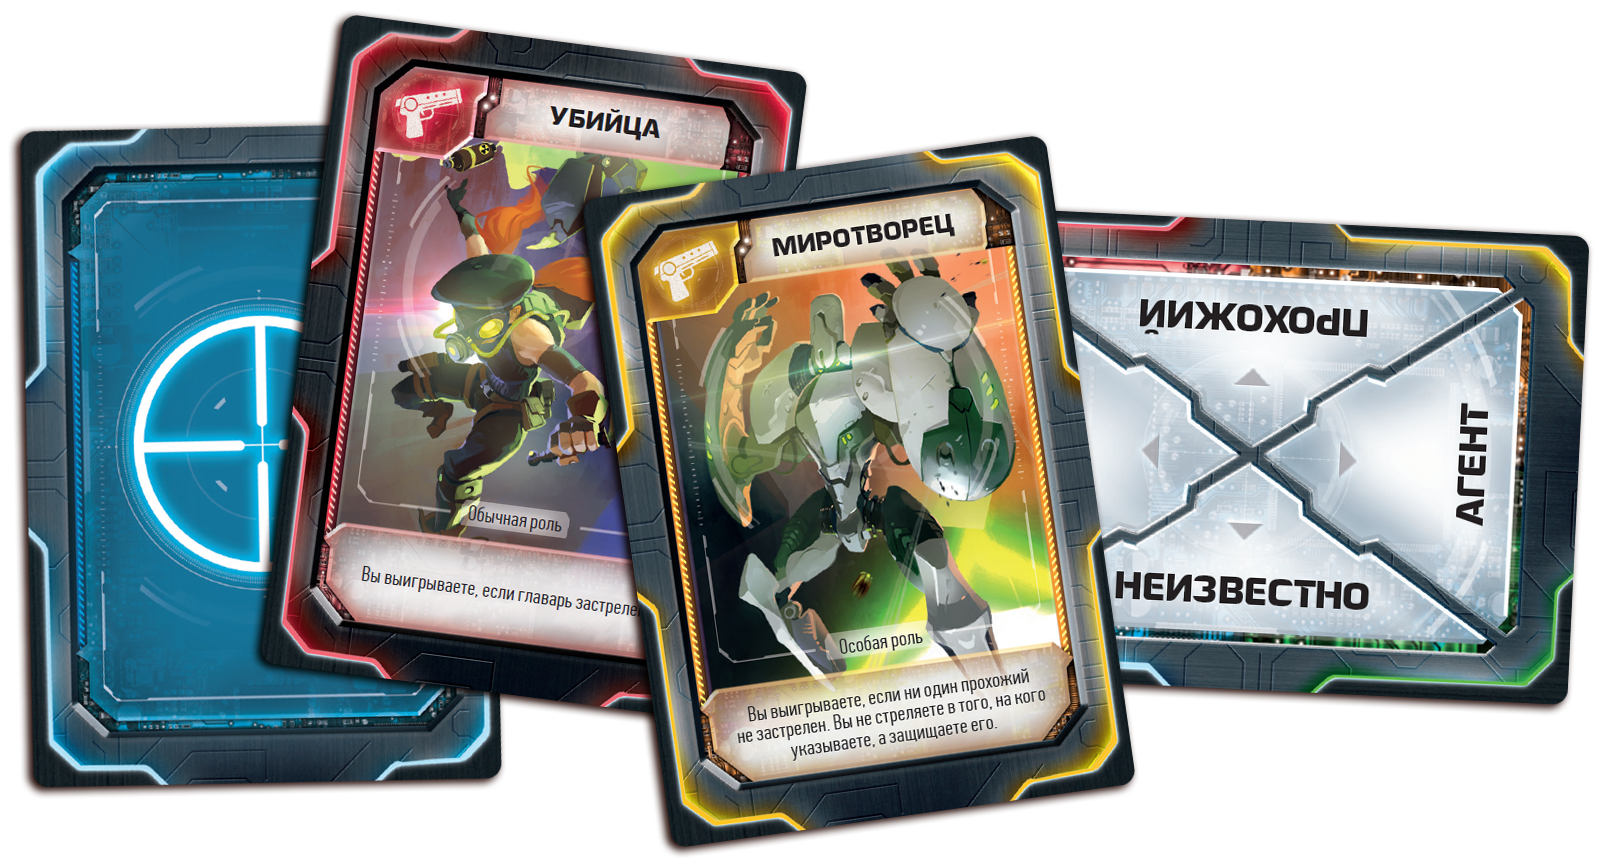 УБИЙЦА
Обычная роль
Вы выигрываете, если главарь
МИРОТВОРЕЦ
Особая роль
Вы выигрываете, если ни один прохожий
не застрелен. Вы не стреляете в того, на кого
указываете, а защищаете его.
ПРОХОЖИЙ
АГЕНТ
НЕИЗВЕСТНО